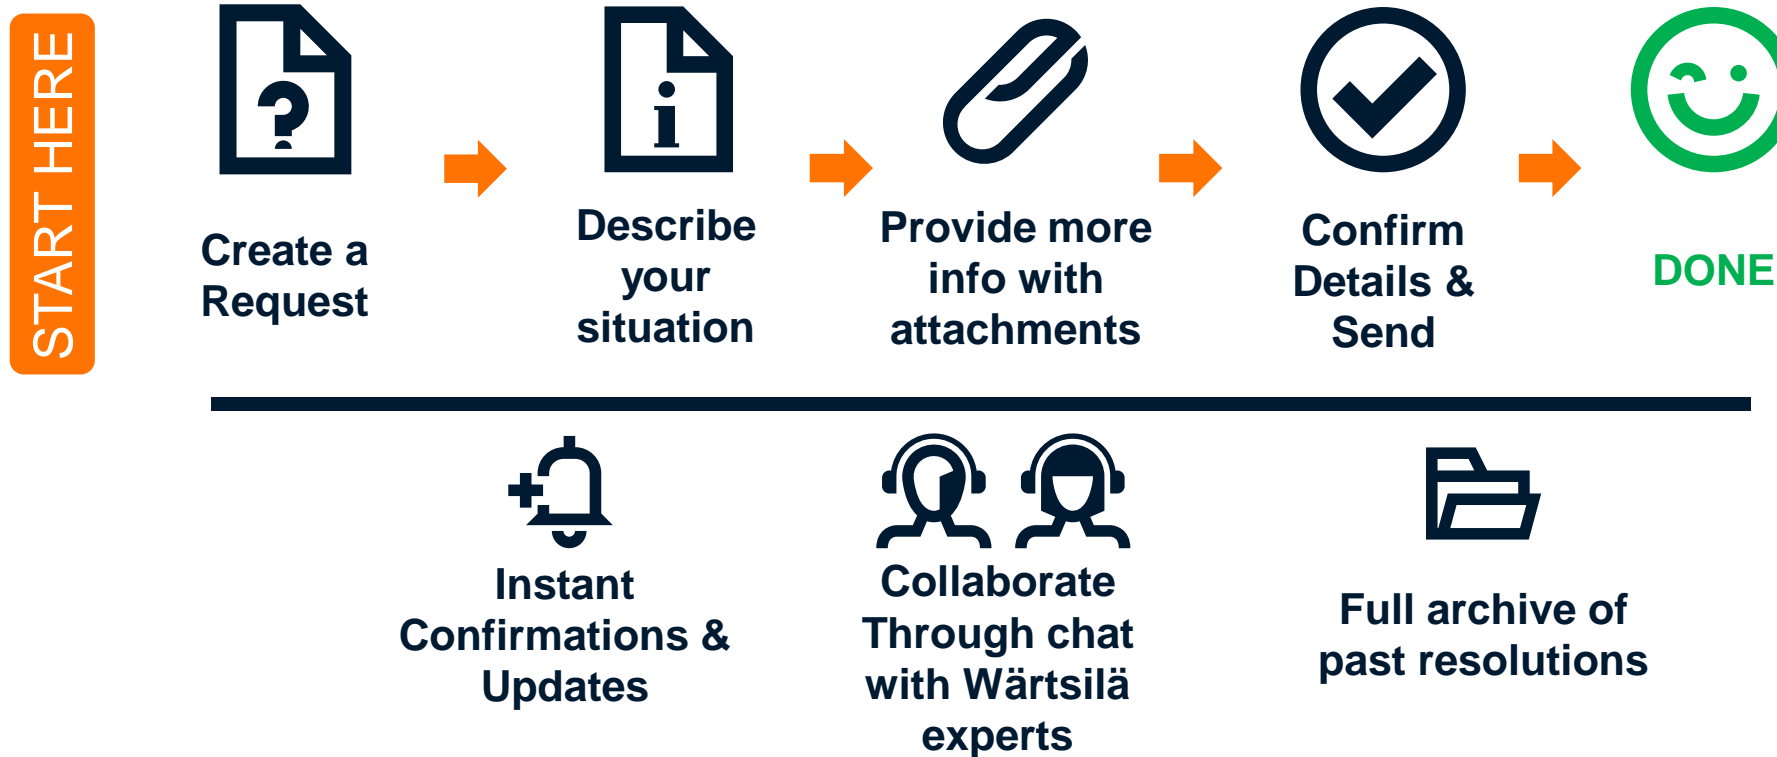 START HERE
Create a
Request
Describe
your
situation
Provide more
info with
attachments
Confirm
Details &
Send
DONE
Instant
Confirmations &
Updates
Collaborate
Through chat
with Wärtsilä
experts
Full archive of
past resolutions